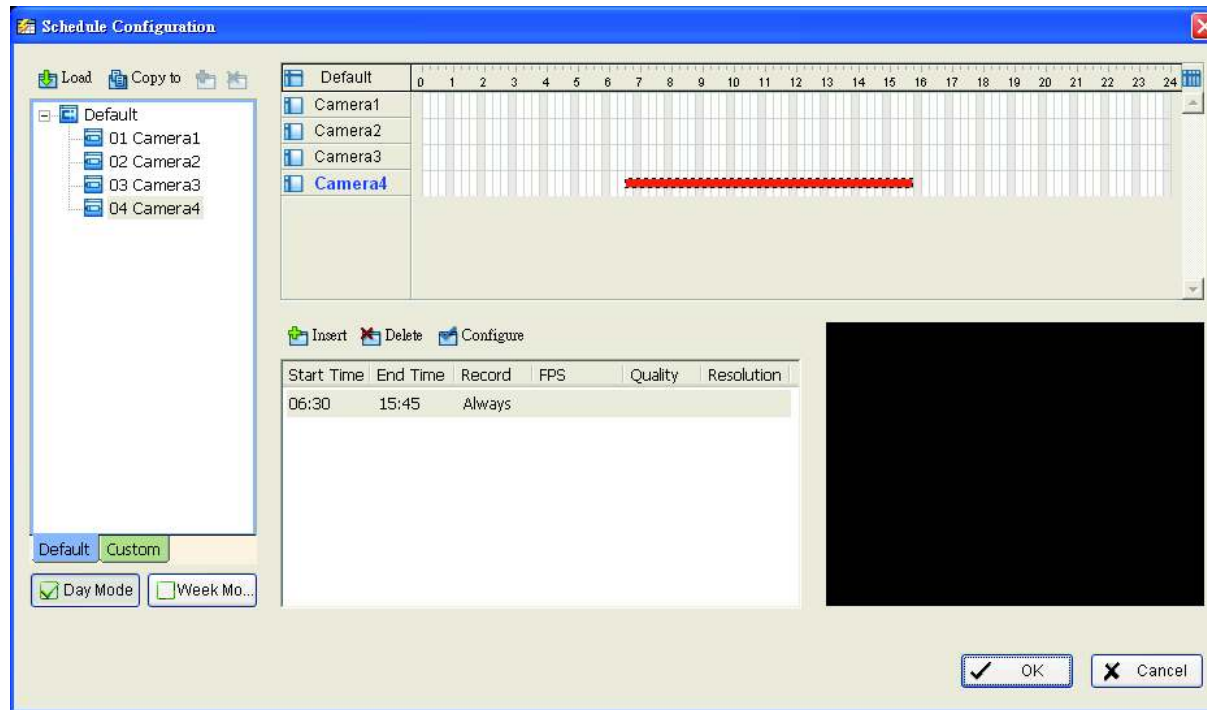 Schedule Configuration
Load Copy to
Default
01 Camera1
02 Camera2
03 Camera3
04 Camera4
Default Custom
Day Mode Week Mo...
Default 0 1 2 3 4 5 6 7 8 9 10 11 12 13 14 15 16 17 18 19 20 21 22 23 24
Camera1
Camera2
Camera3
Camera4
Insert Delete Configure
Start Time End Time Record FPS Quality Resolution
06:30 15:45 Always
OK Cancel